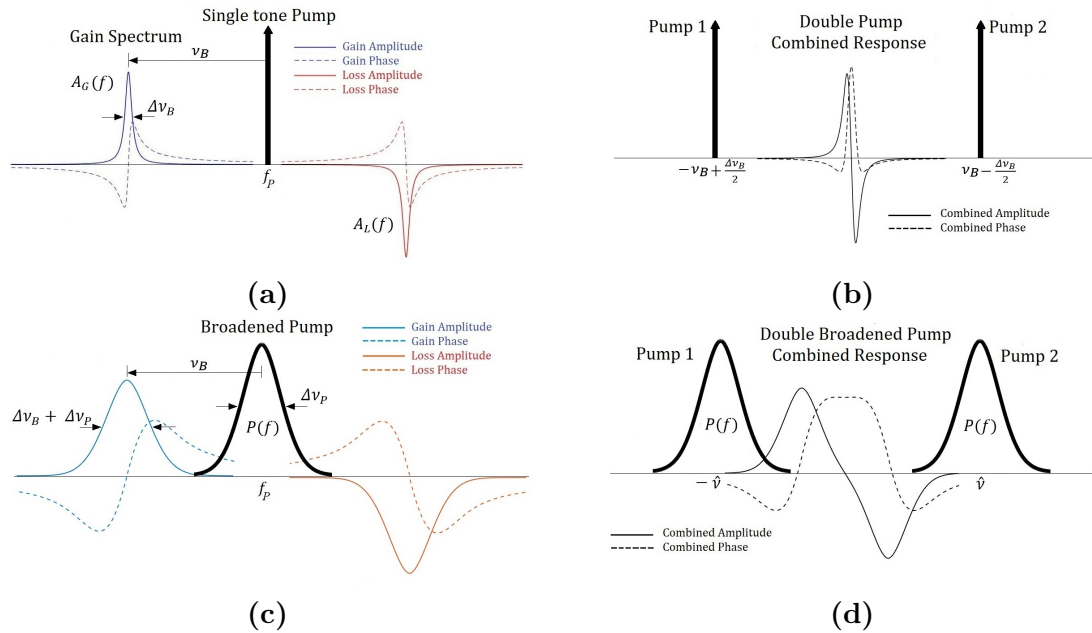 Single tone Pump
Gain Spectrum
ν_B
A_G(f)
Δν_B
Gain Amplitude
Gain Phase
Loss Amplitude
Loss Phase
f_P
A_L(f)
(a)
Pump 1
Double Pump
Combined Response
Pump 2
−ν_B + Δν_B/2
ν_B − Δν_B/2
Combined Amplitude
Combined Phase
(b)
Broadened Pump
ν_B
Δν_B + Δν_P
Δν_P
P(f)
Gain Amplitude
Gain Phase
Loss Amplitude
Loss Phase
f_P
(c)
Double Broadened Pump
Combined Response
Pump 1
Pump 2
P(f)
P(f)
− ν̂
ν̂
Combined Amplitude
Combined Phase
(d)